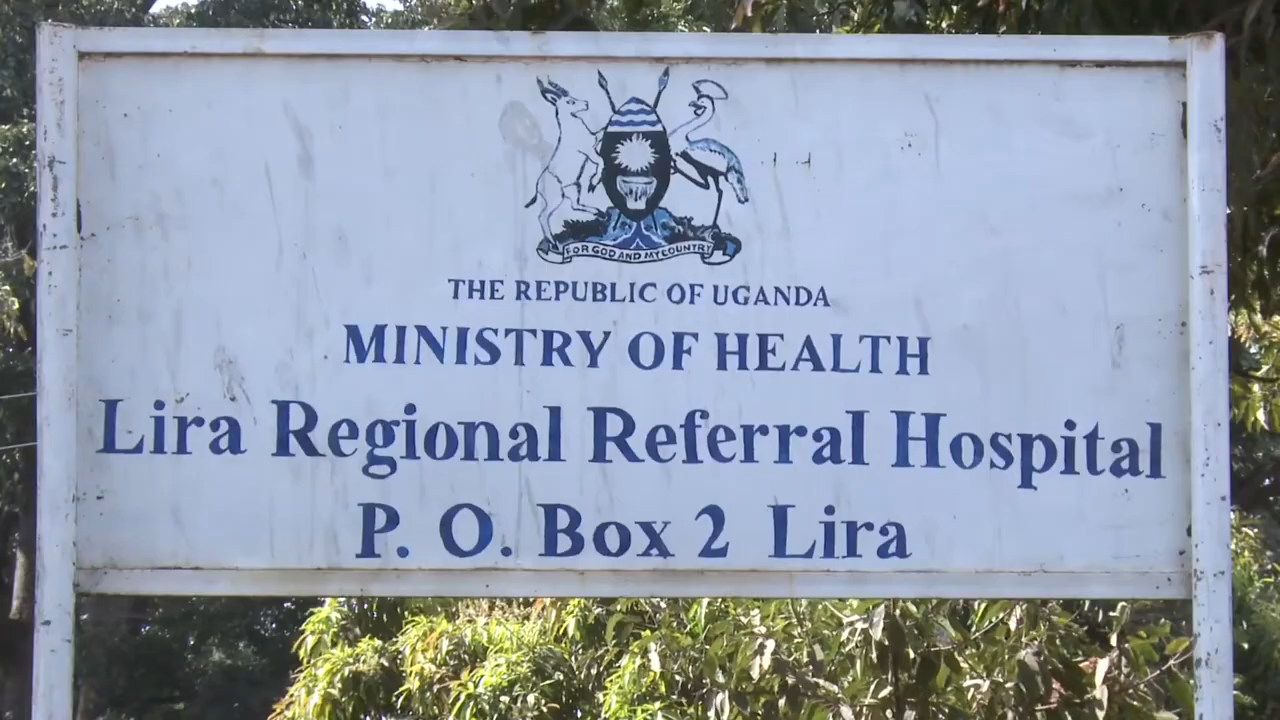 FOR GOD AND MY COUNTRY
THE REPUBLIC OF UGANDA
MINISTRY OF HEALTH
Lira Regional Referral Hospital
P. O. Box 2 Lira